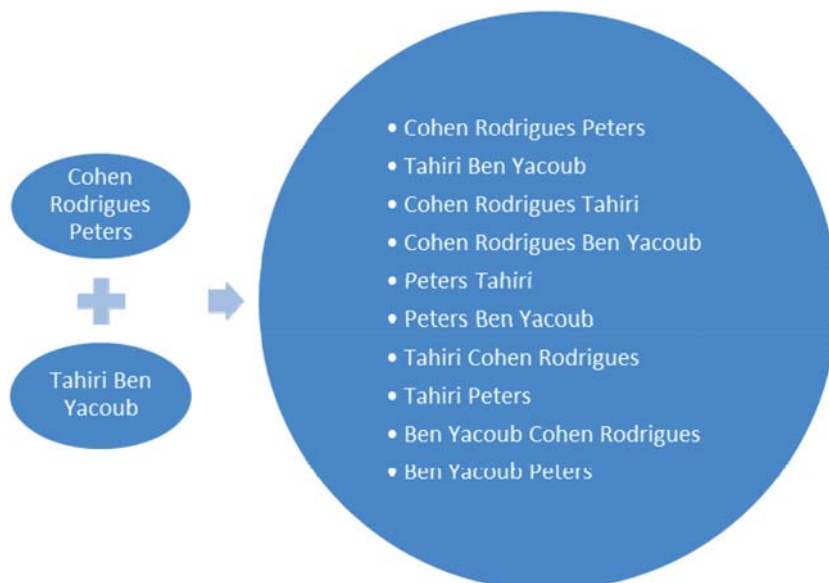 Cohen
Rodrigues
Peters
Tahiri Ben
Yacoub
• Cohen Rodrigues Peters
• Tahiri Ben Yacoub
• Cohen Rodrigues Tahiri
• Cohen Rodrigues Ben Yacoub
• Peters Tahiri
• Peters Ben Yacoub
• Tahiri Cohen Rodrigues
• Tahiri Peters
• Ben Yacoub Cohen Rodrigues
• Ben Yacoub Peters